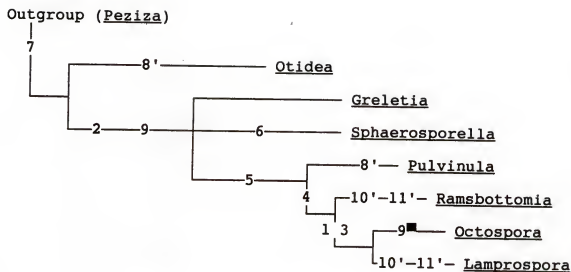 Outgroup (Peziza)
7
8' Otidea
Greletia
2 9 6 Sphaerosporella
5 8' Pulvinula
4 10'-11' Ramsbottomia
1 3 9■ Octospora
10'-11' Lamprospora